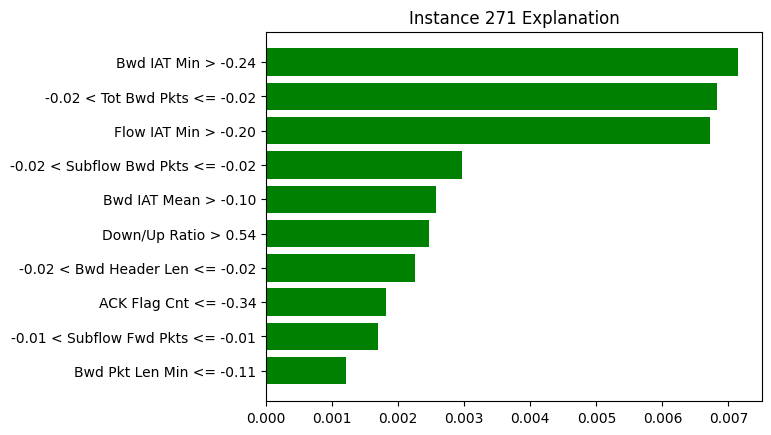 Instance 271 Explanation
Bwd IAT Min > -0.24
-0.02 < Tot Bwd Pkts <= -0.02
Flow IAT Min > -0.20
-0.02 < Subflow Bwd Pkts <= -0.02
Bwd IAT Mean > -0.10
Down/Up Ratio > 0.54
-0.02 < Bwd Header Len <= -0.02
ACK Flag Cnt <= -0.34
-0.01 < Subflow Fwd Pkts <= -0.01
Bwd Pkt Len Min <= -0.11
0.000 0.001 0.002 0.003 0.004 0.005 0.006 0.007